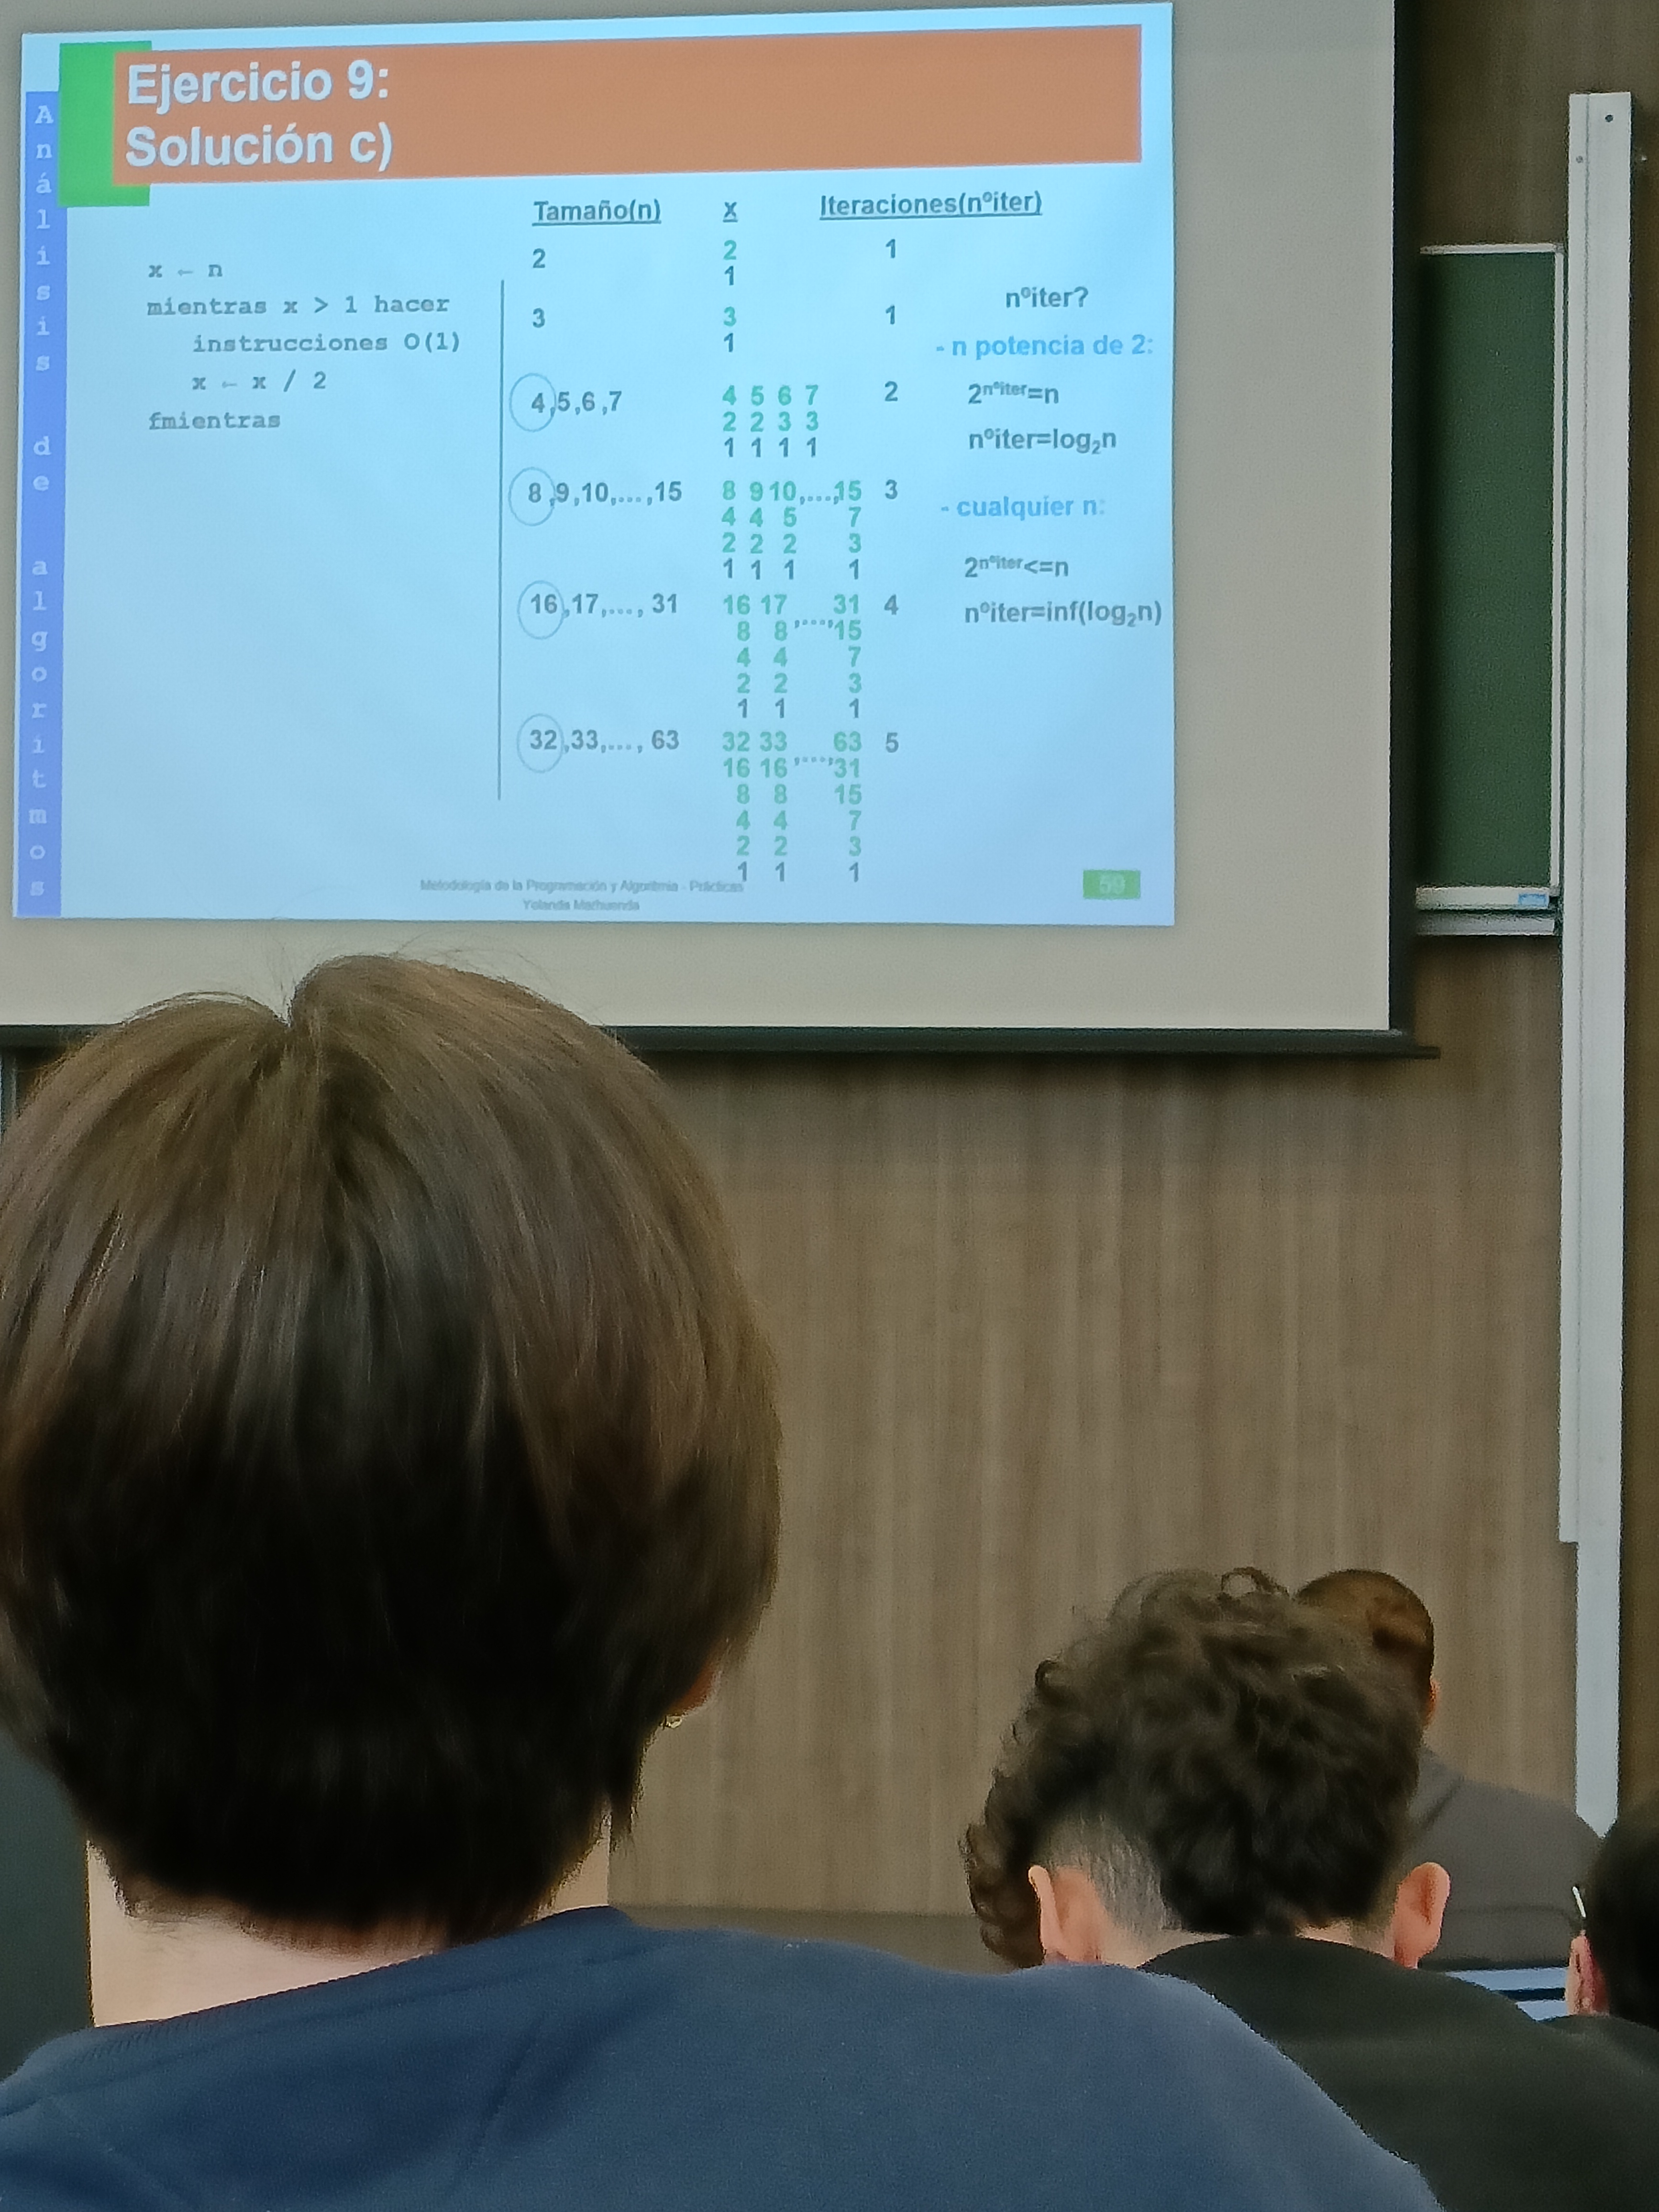 Ejercicio 9:
Solución c)
Análisis de algoritmos
x ← n
mientras x > 1 hacer
instrucciones O(1)
x ← x / 2
fmientras
Tamaño(n) x Iteraciones(nºiter)
2 2 1
1
3 3 1
1
4,5,6,7 4 5 6 7 2
2 2 3 3
1 1 1 1
8,9,10,...,15 8 9 10,...,15 3
4 4 5 7
2 2 2 3
1 1 1 1
16,17,..., 31 16 17 ,...., 31 4
8 8 15
4 4 7
2 2 3
1 1 1
32,33,..., 63 32 33 ,...., 63 5
16 16 31
8 8 15
4 4 7
2 2 3
1 1 1
nºiter?
- n potencia de 2:
2^nºiter=n
nºiter=log₂n
- cualquier n:
2^nºiter<=n
nºiter=inf(log₂n)
Metodología de la Programación y Algoritmia - Prácticas
Yolanda Marhuenda
59